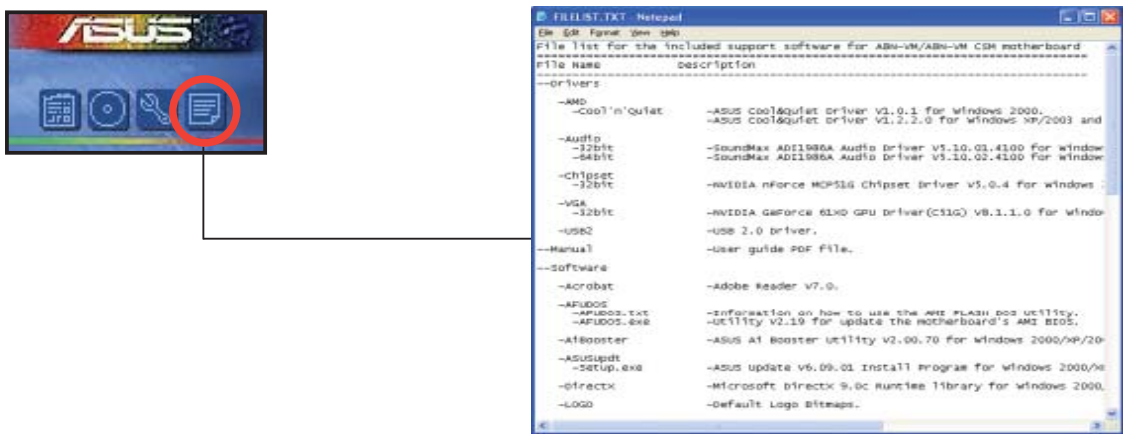 ASUS
FILELIST.TXT - Notepad
File Edit Format View Help
File list for the included support software for A8N-VM/A8N-VM CSM motherboard
File Name Description
--Drivers
-AMD
-Cool'n'Quiet -ASUS Cool&Quiet Driver V1.0.1 for Windows 2000.
-ASUS Cool&Quiet Driver V1.2.2.0 for Windows XP/2003 and
-Audio
-32bit -SoundMax ADI1986A Audio Driver V5.10.01.4100 for Window
-64bit -SoundMax ADI1986A Audio Driver V5.10.02.4100 for Window
-Chipset
-32bit -NVIDIA nForce MCP51G Chipset Driver V5.0.4 for Windows
-VGA
-32bit -NVIDIA GeForce 61X0 GPU Driver(C51G) V8.1.1.0 for Windo
-USB2 -USB 2.0 Driver.
--Manual -User guide PDF file.
--Software
-Acrobat -Adobe Reader V7.0.
-AFUDOS
-AFUDOS.txt -Information on how to use the AMI FLASH DOS Utility.
-AFUDOS.exe -Utility V2.19 for update the motherboard's AMI BIOS.
-AiBooster -ASUS Ai Booster Utility V2.00.70 for Windows 2000/XP/20
-ASUSUpdt
-Setup.exe -ASUS Update V6.09.01 Install Program for Windows 2000/X
-DirectX -Microsoft DirectX 9.0c Runtime library for Windows 2000,
-LOGO -Default Logo Bitmaps.